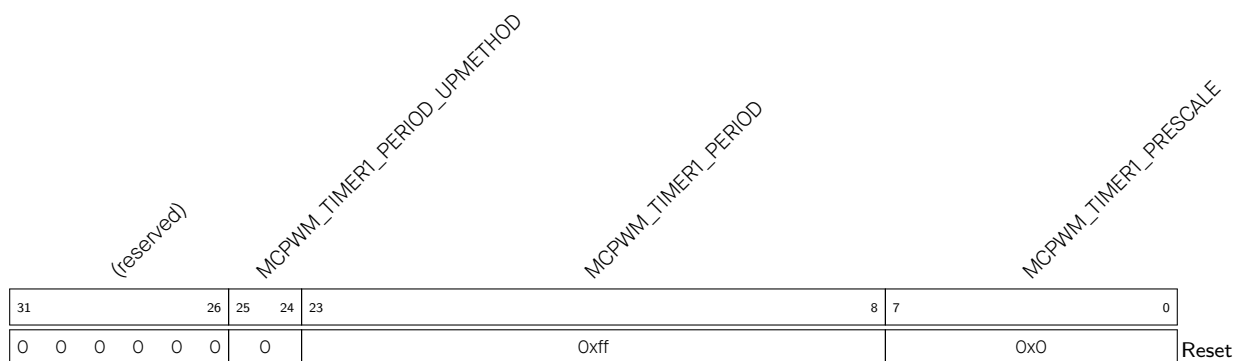 (reserved)
MCPWM_TIMER1_PERIOD_UPMETHOD
MCPWM_TIMER1_PERIOD
MCPWM_TIMER1_PRESCALE
31 26 25 24 23 8 7 0
0 0 0 0 0 0 0 0xff 0x0 Reset